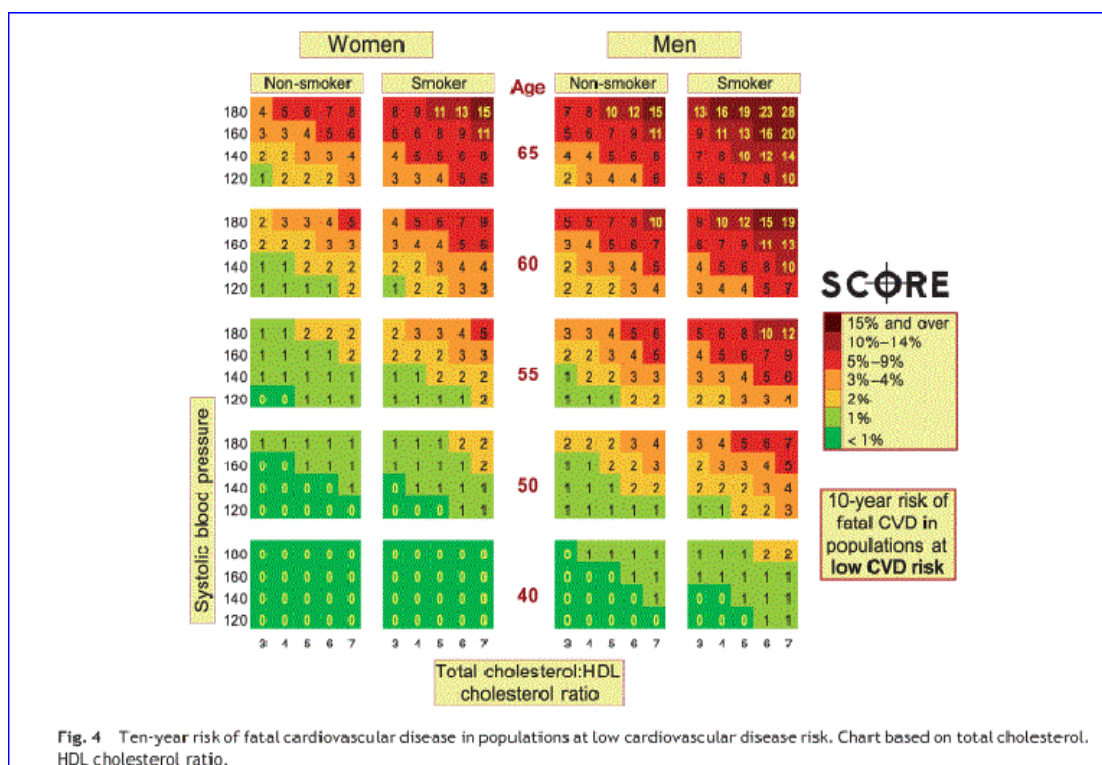 Women Men
Non-smoker Smoker Age Non-smoker Smoker
180 4 5 6 7 8 8 9 11 13 15 7 8 10 12 15 13 16 19 23 28
160 3 3 4 5 6 6 6 8 9 11 5 6 7 9 11 9 11 13 16 20
65
140 2 2 3 3 4 4 5 5 6 8 4 4 5 6 8 7 8 10 12 14
120 1 2 2 2 3 3 3 4 5 6 2 3 4 4 6 5 6 7 8 10
180 2 3 3 4 5 4 5 6 7 9 5 5 7 8 10 9 10 12 15 19
160 2 2 2 3 3 3 4 4 5 6 3 4 5 6 7 6 7 9 11 13
60
140 1 1 2 2 2 2 2 3 4 4 2 3 3 4 5 4 5 6 8 10
120 1 1 1 1 2 1 2 2 3 3 2 2 2 3 4 3 4 4 5 7
SCORE
180 1 1 2 2 2 2 3 3 4 5 3 3 4 5 6 5 6 8 10 12
160 1 1 1 1 2 2 2 2 3 3 2 2 3 4 5 4 5 6 7 9
55
140 1 1 1 1 1 1 1 2 2 2 1 2 2 3 3 3 3 4 5 6
120 0 0 1 1 1 1 1 1 1 2 1 1 1 2 2 2 2 3 3 4
15% and over
10%–14%
5%–9%
3%–4%
2%
1%
< 1%
180 1 1 1 1 1 1 1 1 2 2 2 2 2 3 4 3 4 5 6 7
160 0 0 1 1 1 1 1 1 1 2 1 1 2 2 3 2 3 3 4 5
50
140 0 0 0 0 1 0 1 1 1 1 1 1 1 2 2 2 2 2 3 4
120 0 0 0 0 0 0 0 0 1 1 1 1 1 1 1 1 1 2 2 3
10-year risk of
fatal CVD in
populations at
low CVD risk
180 0 0 0 0 0 0 0 0 0 0 0 1 1 1 1 1 1 1 2 2
160 0 0 0 0 0 0 0 0 0 0 0 0 0 1 1 1 1 1 1 1
40
140 0 0 0 0 0 0 0 0 0 0 0 0 0 0 1 0 0 1 1 1
120 0 0 0 0 0 0 0 0 0 0 0 0 0 0 0 0 0 0 1 1
Systolic blood pressure
3 4 5 6 7 3 4 5 6 7 3 4 5 6 7 3 4 5 6 7
Total cholesterol:HDL
cholesterol ratio
Fig. 4 Ten-year risk of fatal cardiovascular disease in populations at low cardiovascular disease risk. Chart based on total cholesterol.
HDL cholesterol ratio.